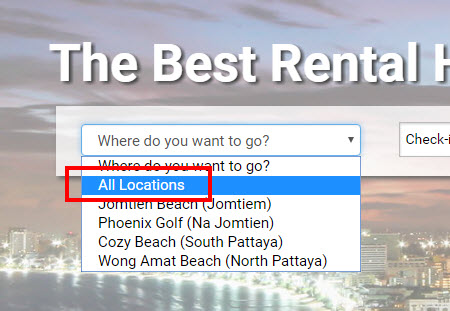 The Best Rental H
Where do you want to go?
Check-i
Where do you want to go?
All Locations
Jomtien Beach (Jomtiem)
Phoenix Golf (Na Jomtien)
Cozy Beach (South Pattaya)
Wong Amat Beach (North Pattaya)